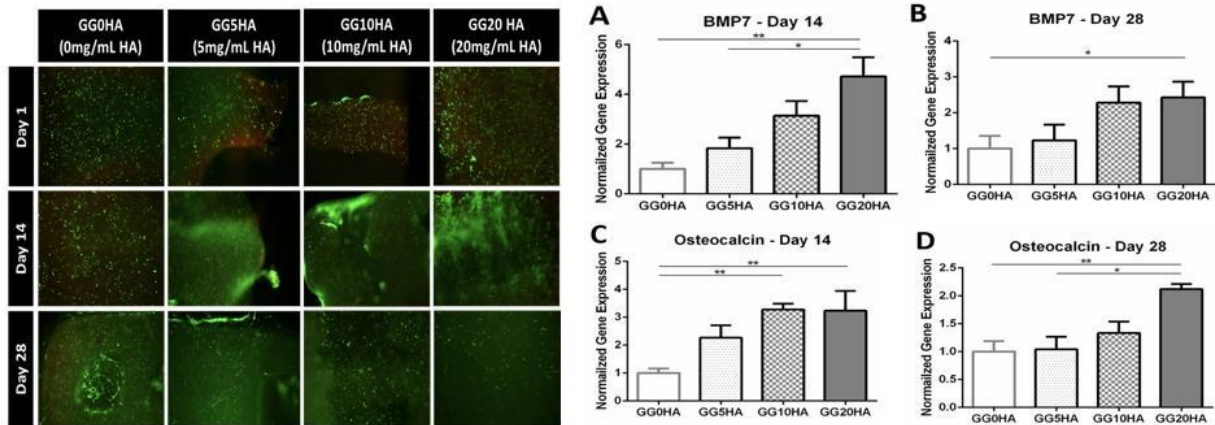 GG0HA
(0mg/mL HA)
GG5HA
(5mg/mL HA)
GG10HA
(10mg/mL HA)
GG20 HA
(20mg/mL HA)
Day 1
Day 14
Day 28
A
BMP7 - Day 14
Normailzed Gene Expression
6
4
2
0
**
*
GG0HA GG5HA GG10HA GG20HA
B
BMP7 - Day 28
Normailzed Gene Expression
4
3
2
1
0
*
GG0HA GG5HA GG10HA GG20HA
C
Osteocalcin - Day 14
Normailzed Gene Expression
5
4
3
2
1
0
**
**
GG0HA GG5HA GG10HA GG20HA
D
Osteocalcin - Day 28
Normailzed Gene Expression
2.5
2.0
1.5
1.0
0.5
0.0
**
*
GG0HA GG5HA GG10HA GG20HA